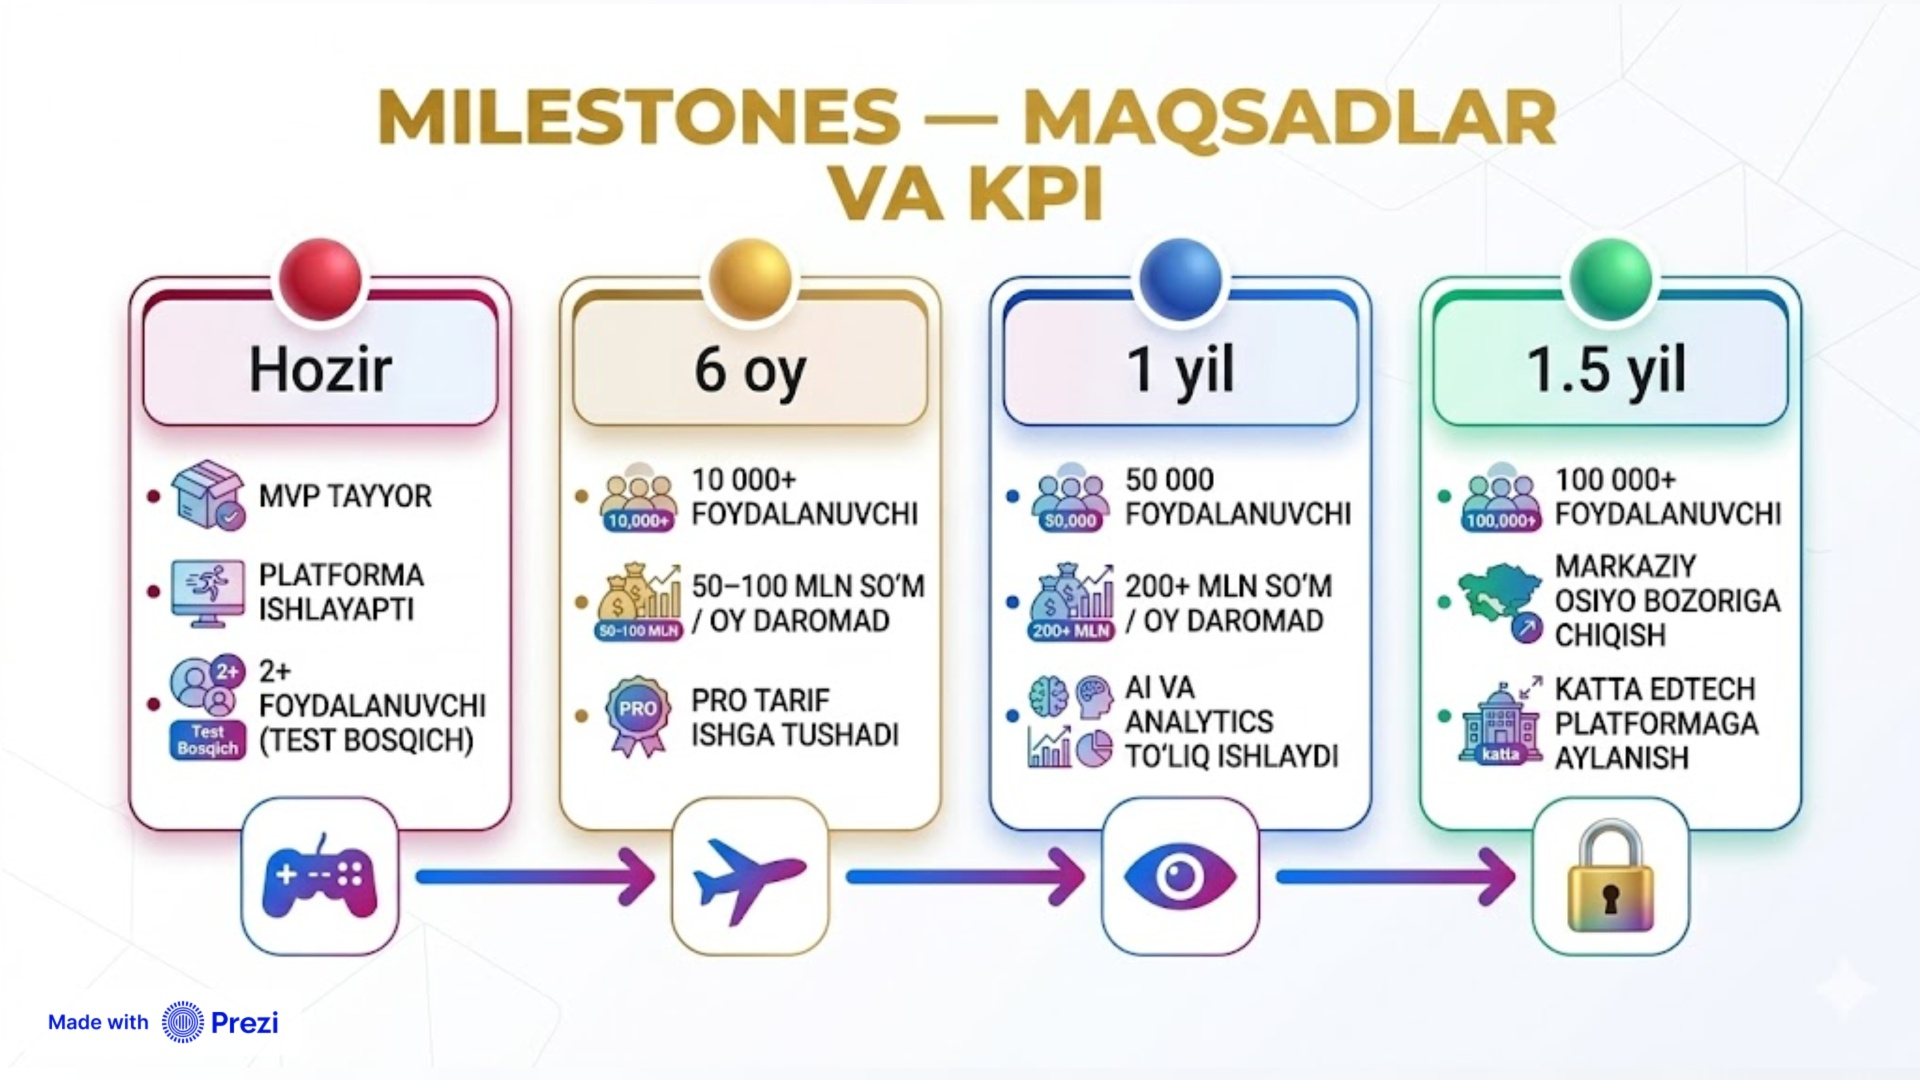 MILESTONES — MAQSADLAR
VA KPI
Hozir
MVP TAYYOR
PLATFORMA
ISHLAYAPTI
2+
2+
FOYDALANUVCHI
(TEST BOSQICH)
Test
Bosqich
6 oy
10 000+
FOYDALANUVCHI
10,000+
50–100 MLN SO‘M
/ OY DAROMAD
50-100 MLN
PRO
PRO TARIF
ISHGA TUSHADI
1 yil
50 000
FOYDALANUVCHI
50,000
200+ MLN SO‘M
/ OY DAROMAD
200+ MLN
AI VA
ANALYTICS
TO‘LIQ ISHLAYDI
1.5 yil
100 000+
FOYDALANUVCHI
100,000+
MARKAZIY
OSIYO BOZORIGA
CHIQISH
KATTA EDTECH
PLATFORMAGA
AYLANISH
katta
Made with Prezi